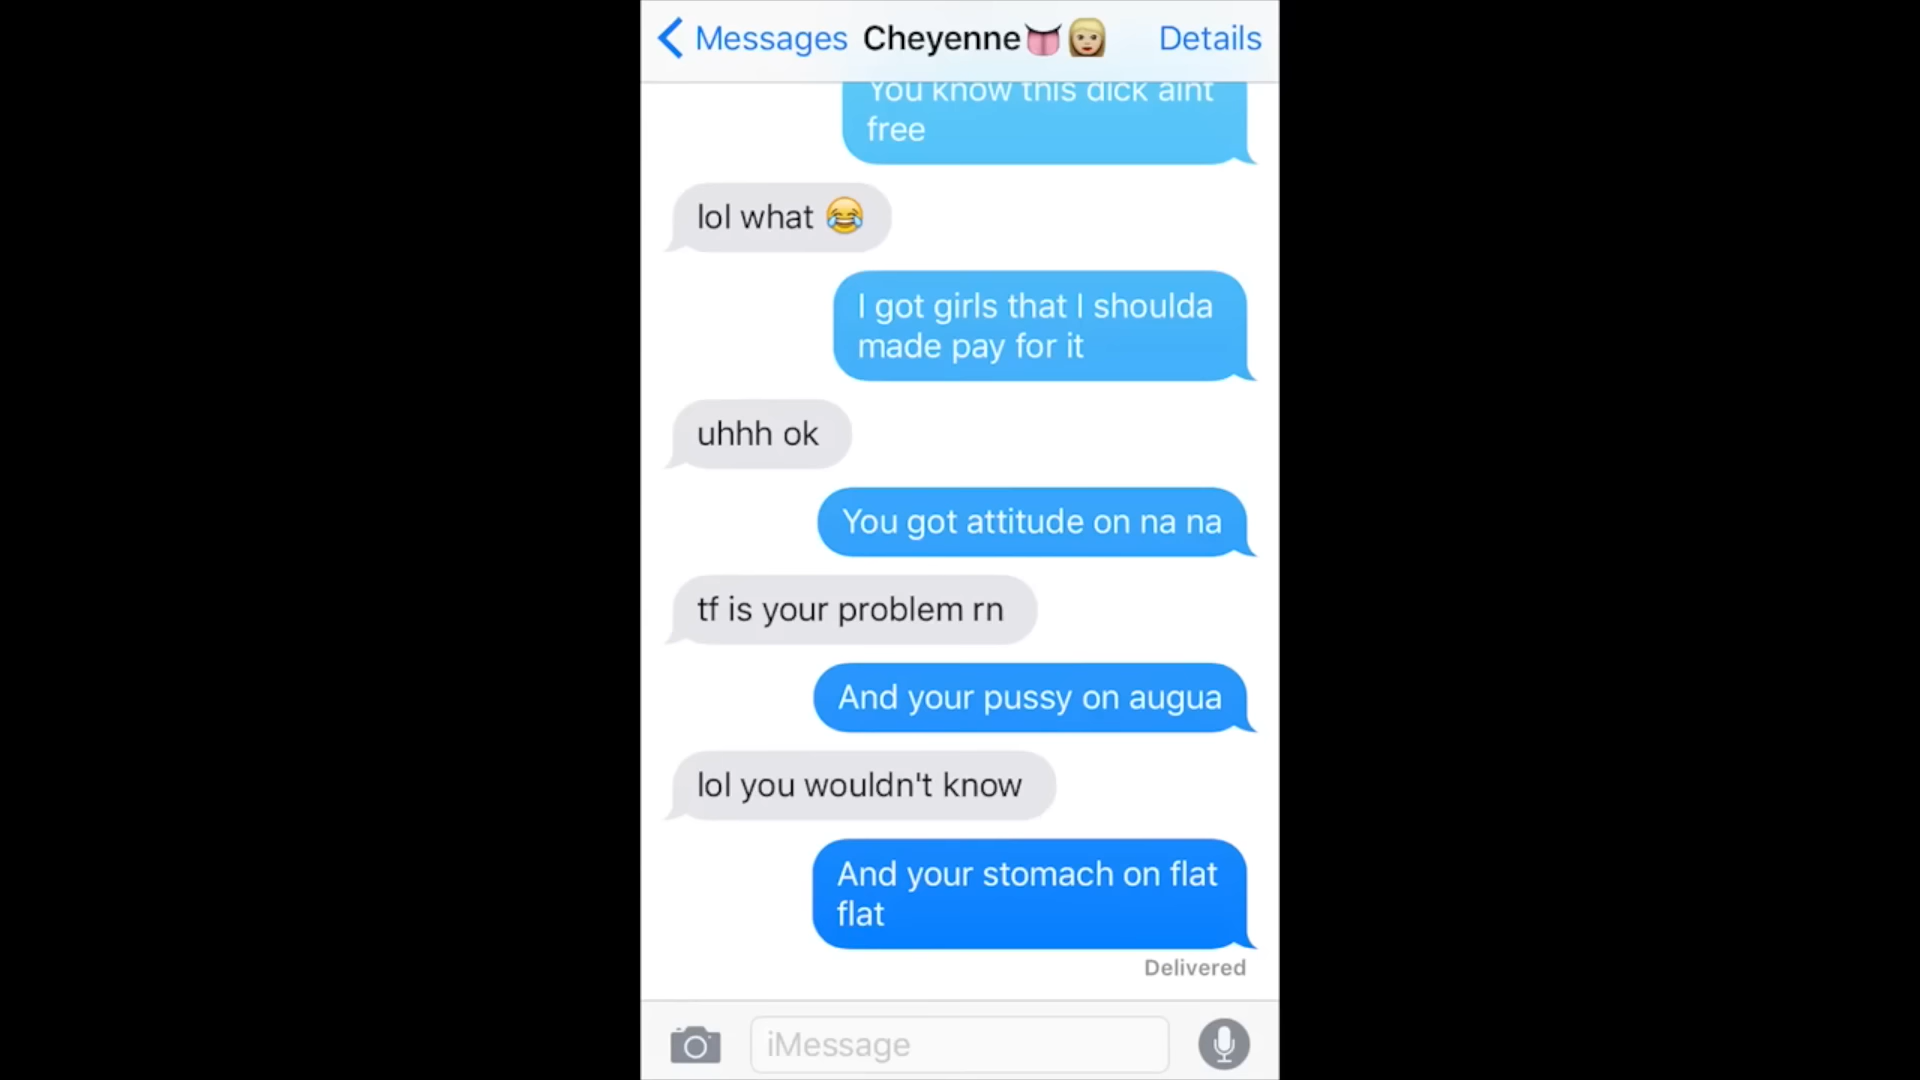 Messages Cheyenne Details
You know this dick aint
free
lol what
I got girls that I shoulda
made pay for it
uhhh ok
You got attitude on na na
tf is your problem rn
And your pussy on augua
lol you wouldn't know
And your stomach on flat
flat
Delivered
iMessage